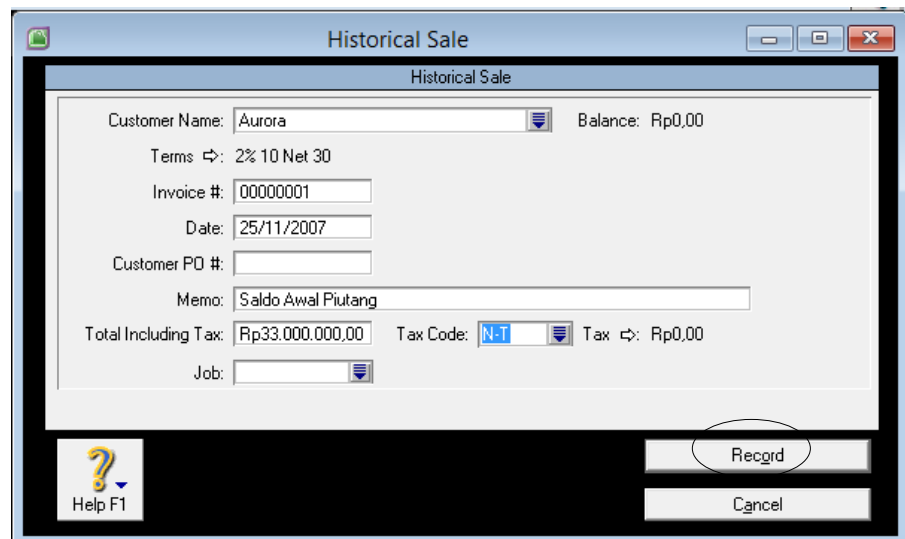 Historical Sale
Historical Sale
Customer Name: Aurora Balance: Rp0,00
Terms ⇨: 2% 10 Net 30
Invoice #: 00000001
Date: 25/11/2007
Customer PO #:
Memo: Saldo Awal Piutang
Total Including Tax: Rp33.000.000,00 Tax Code: N-T Tax ⇨: Rp0,00
Job:
Record
Help F1
Cancel